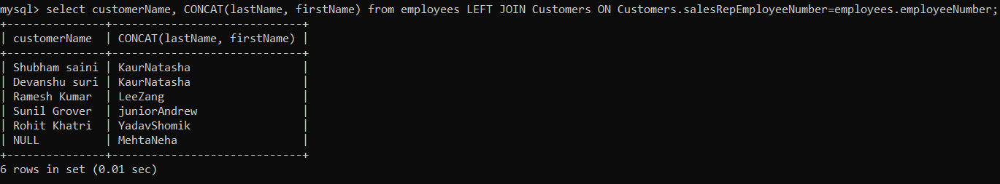 mysql> select customerName, CONCAT(lastName, firstName) from employees LEFT JOIN Customers ON Customers.salesRepEmployeeNumber=employees.employeeNumber;
+---------------+-----------------------------+
| customerName  | CONCAT(lastName, firstName) |
+---------------+-----------------------------+
| Shubham saini | KaurNatasha                 |
| Devanshu suri | KaurNatasha                 |
| Ramesh Kumar  | LeeZang                     |
| Sunil Grover  | juniorAndrew                |
| Rohit Khatri  | YadavShomik                 |
| NULL          | MehtaNeha                   |
+---------------+-----------------------------+
6 rows in set (0.01 sec)